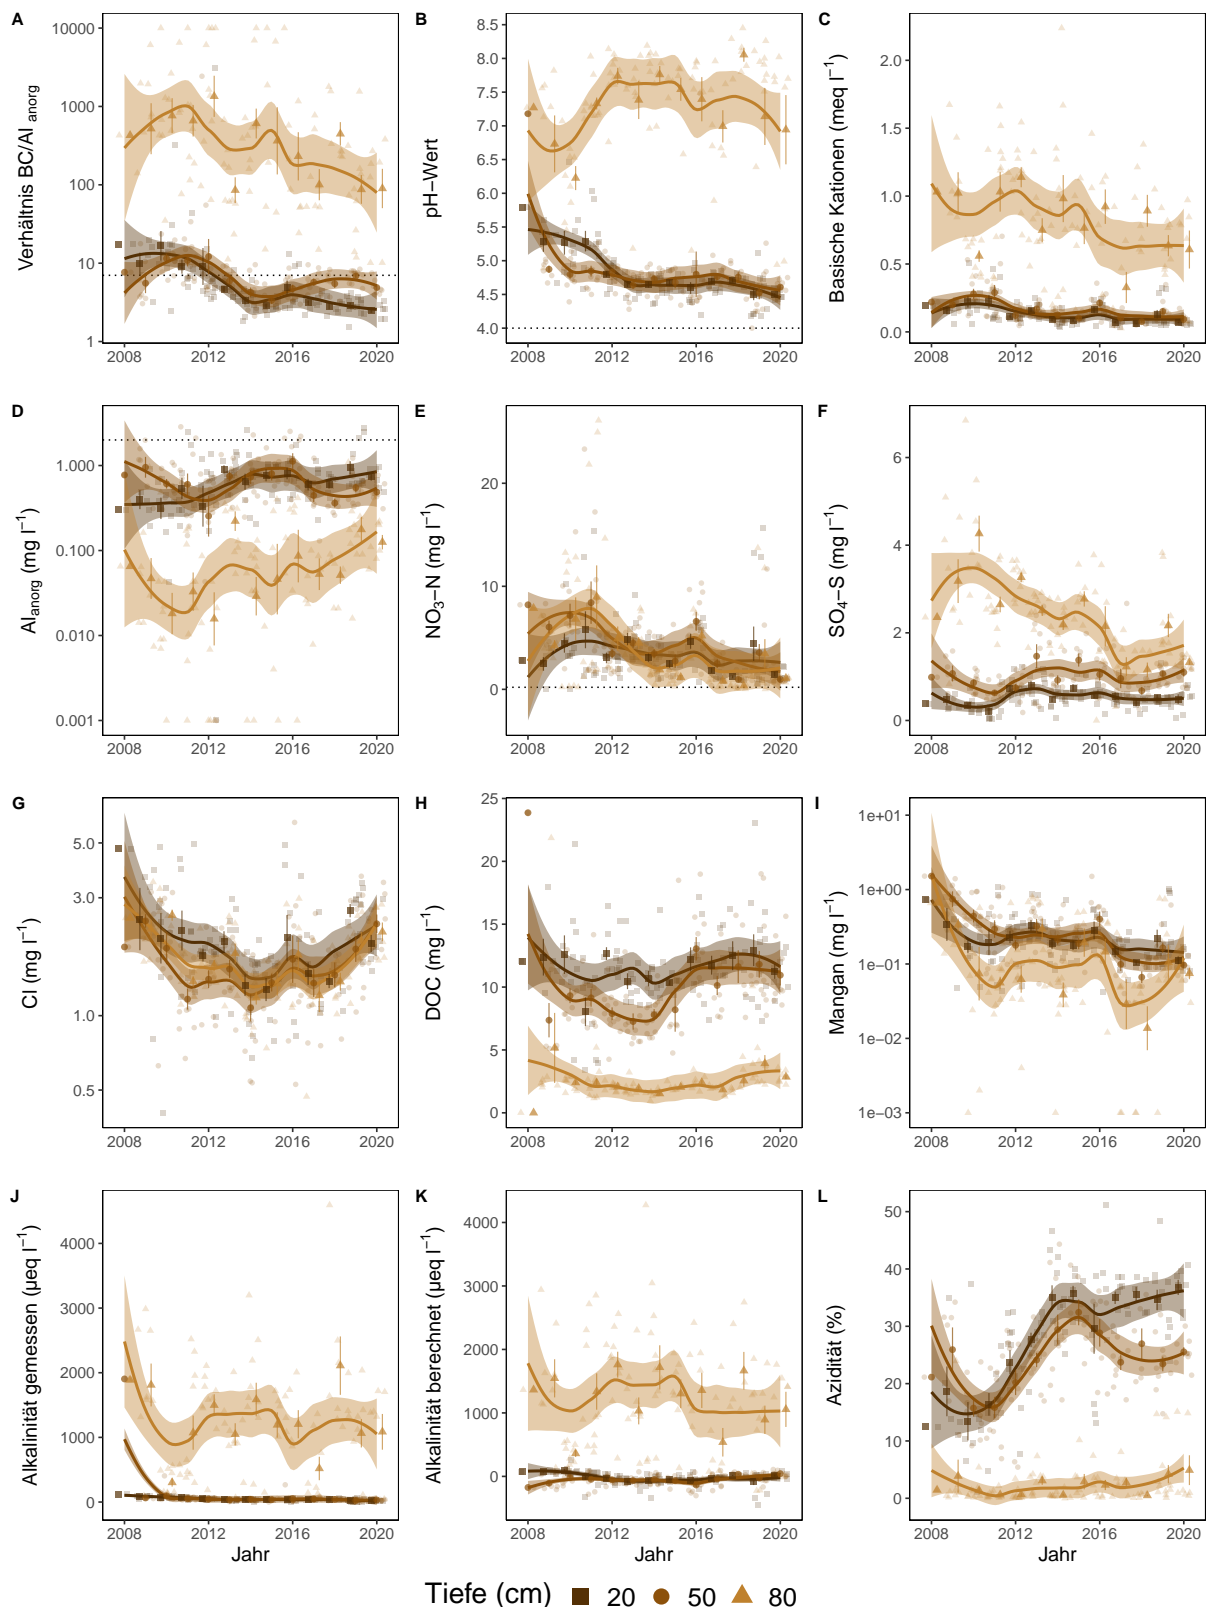 A
Verhältnis BC/Al anorg
10000
1000
100
10
1
2008 2012 2016 2020
B
pH−Wert
8.5
8.0
7.5
7.0
6.5
6.0
5.5
5.0
4.5
4.0
2008 2012 2016 2020
C
Basische Kationen (meq l−1)
2.0
1.5
1.0
0.5
0.0
2008 2012 2016 2020
D
Alanorg (mg l−1)
1.000
0.100
0.010
0.001
2008 2012 2016 2020
E
NO3−N (mg l−1)
20
10
0
2008 2012 2016 2020
F
SO4−S (mg l−1)
6
4
2
0
2008 2012 2016 2020
G
Cl (mg l−1)
5.0
3.0
1.0
0.5
2008 2012 2016 2020
H
DOC (mg l−1)
25
20
15
10
5
0
2008 2012 2016 2020
I
Mangan (mg l−1)
1e+01
1e+00
1e−01
1e−02
1e−03
2008 2012 2016 2020
J
Alkalinität gemessen (µeq l−1)
4000
3000
2000
1000
0
2008 2012 2016 2020
Jahr
K
Alkalinität berechnet (µeq l−1)
4000
3000
2000
1000
0
2008 2012 2016 2020
L
Azidität (%)
50
40
30
20
10
0
2008 2012 2016 2020
Jahr
Tiefe (cm) 20 50 80